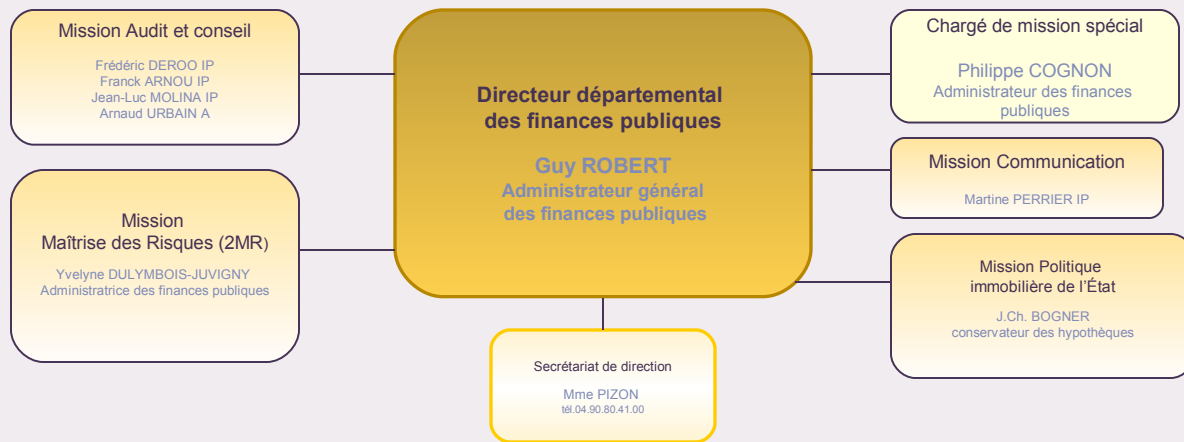 Mission Audit et conseil
Frédéric DEROO IP
Franck ARNOU IP
Jean-Luc MOLINA IP
Arnaud URBAIN A
Mission
Maîtrise des Risques (2MR)
Yvelyne DULYMBOIS-JUVIGNY
Administratrice des finances publiques
Directeur départemental
des finances publiques
Guy ROBERT
Administrateur général
des finances publiques
Secrétariat de direction
Mme PIZON
tél.04.90.80.41.00
Chargé de mission spécial
Philippe COGNON
Administrateur des finances
publiques
Mission Communication
Martine PERRIER IP
Mission Politique
immobilière de l'État
J.Ch. BOGNER
conservateur des hypothèques